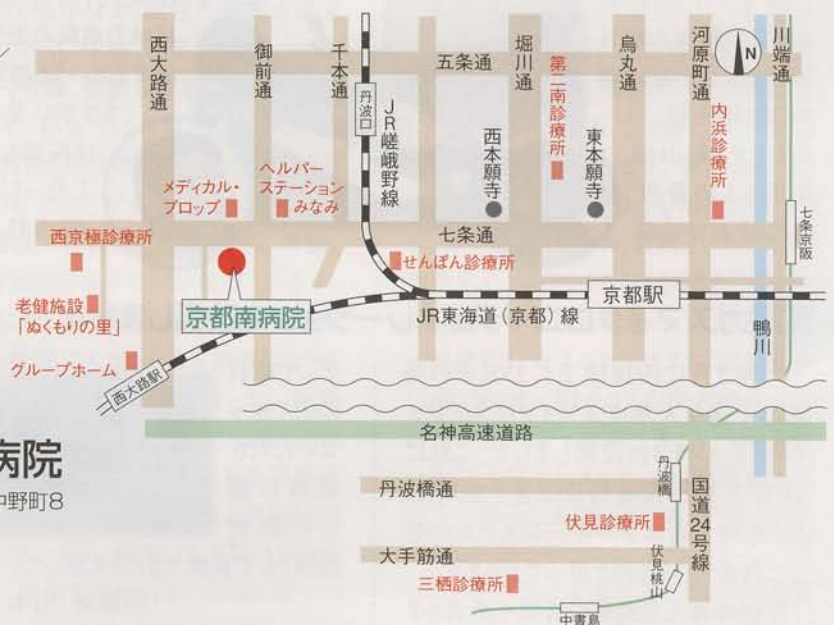 西大路通
御前通
千本通
丹波口
JR嵯峨野線
五条通
堀川通
第二南診療所
烏丸通
河原町通
N
川端通
内浜診療所
西本願寺
東本願寺
メディカル・
プロップ
ヘルパー
ステーション
みなみ
七条京阪
西京極診療所
七条通
せんぽん診療所
京都駅
老健施設
「ぬくもりの里」
京都南病院
JR東海道(京都)線
鴨川
グループホーム
西大路駅
名神高速道路
病院
中野町8
丹波橋通
丹波橋
国道24号線
伏見診療所
大手筋通
伏見桃山
三栖診療所
中書島